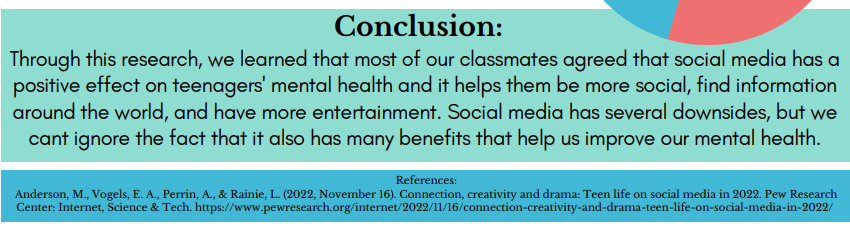 Conclusion:
Through this research, we learned that most of our classmates agreed that social media has a
positive effect on teenagers' mental health and it helps them be more social, find information
around the world, and have more entertainment. Social media has several downsides, but we
cant ignore the fact that it also has many benefits that help us improve our mental health.
References:
Anderson, M., Vogels, E. A., Perrin, A., & Rainie, L. (2022, November 16). Connection, creativity and drama: Teen life on social media in 2022. Pew Research
Center: Internet, Science & Tech. https://www.pewresearch.org/internet/2022/11/16/connection-creativity-and-drama-teen-life-on-social-media-in-2022/